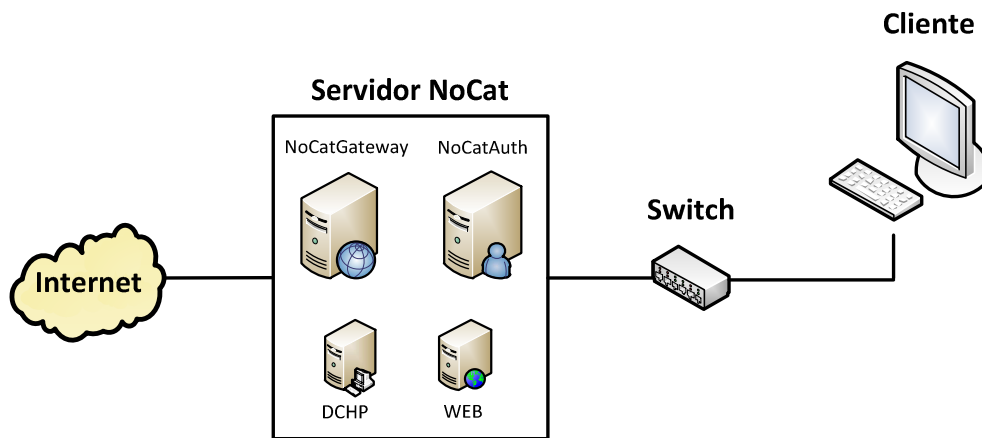 Cliente
Servidor NoCat
NoCatGateway
NoCatAuth
Switch
Internet
DCHP
WEB